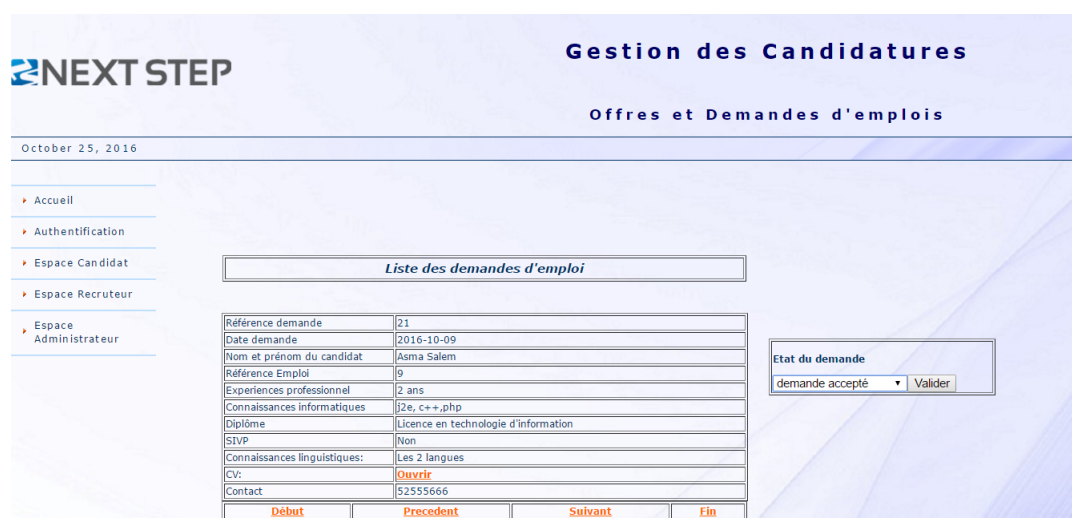 NEXT STEP
Gestion des Candidatures
Offres et Demandes d'emplois
October 25, 2016
Accueil
Authentification
Espace Candidat
Espace Recruteur
Espace
Administrateur
Liste des demandes d'emploi
Référence demande 21
Date demande 2016-10-09
Nom et prénom du candidat Asma Salem
Référence Emploi 9
Experiences professionnel 2 ans
Connaissances informatiques j2e, c++,php
Diplôme Licence en technologie d'information
SIVP Non
Connaissances linguistiques: Les 2 langues
CV: Ouvrir
Contact 52555666
Début Precedent Suivant Fin
Etat du demande
demande accepté Valider